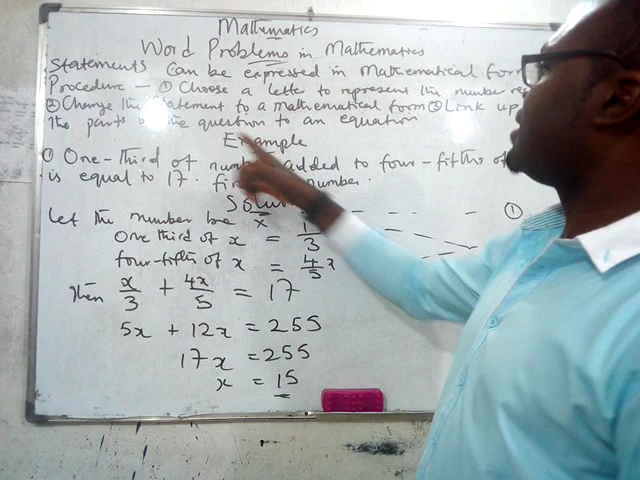 Mathematics
Word Problems in Mathematics
Statements Can be expressed in Mathematical form
Procedure - ① Choose a letter to represent the number
② Change the statement to a mathematical form ③ Link up
the parts of the question to an equation
Example
① One-third of number added to four-fifths of
is equal to 17. number.
Let the number be x ①
One third of x = 1/3
four-fifth of x = 4/5 x
Then x/3 + 4x/5 = 17
5x + 12x = 255
17x = 255
x = 15